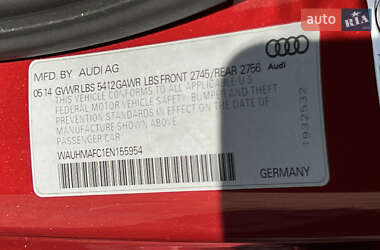 AUTO RIA
MFD. BY AUDI AG
05 14 GVWR LBS 5412 GAWR LBS FRONT 2745/REAR 2756
Audi
THIS VEHICLE CONFORMS TO ALL APPLICABLE U.S.
FEDERAL MOTOR VEHICLE SAFETY, BUMPER AND THEFT
PREVENTION STANDARDS IN EFFECT ON THE DATE OF
MANUFACTURE SHOWN ABOVE.
PASSENGER CAR
WAUHMAFC1EN155954
GERMANY
1932532